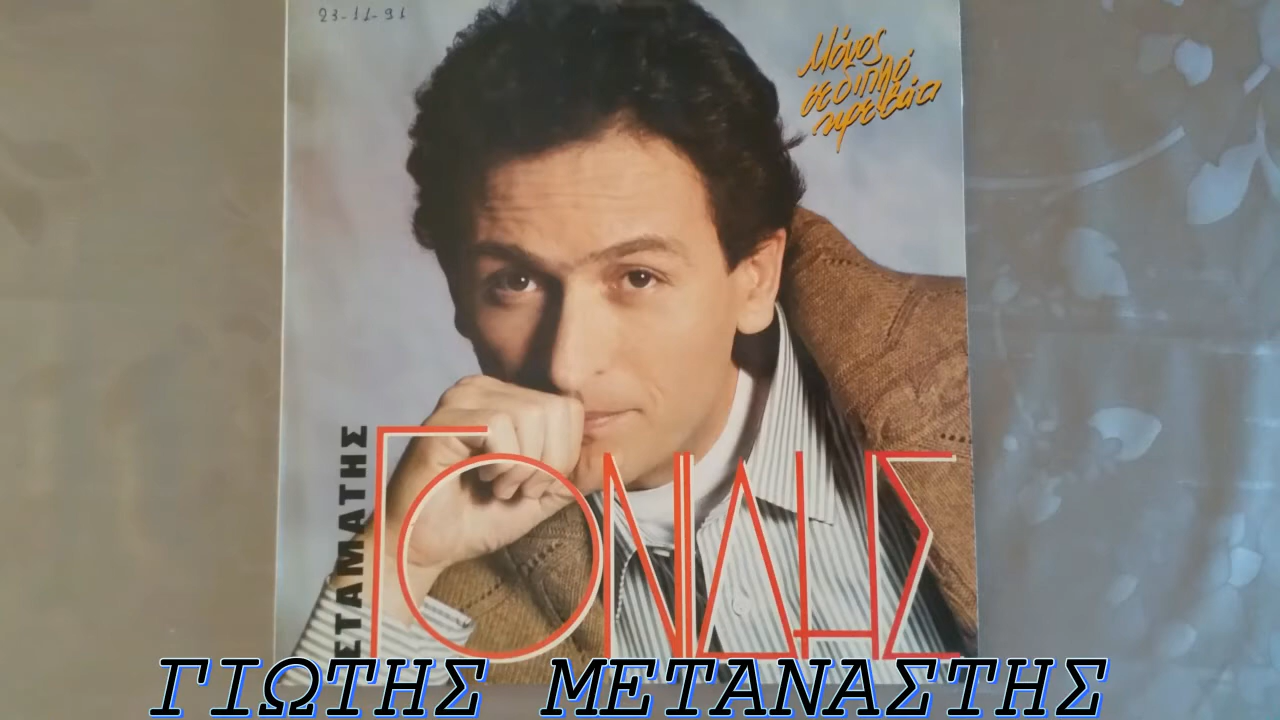 23-11-91
Μόνος
σε διπλό
κρεβάτι
ΣΤΑΜΑΤΗΣ
ΓΟΝΙΔΗΣ
ΓΙΩΤΗΣ ΜΕΤΑΝΑΣΤΗΣ